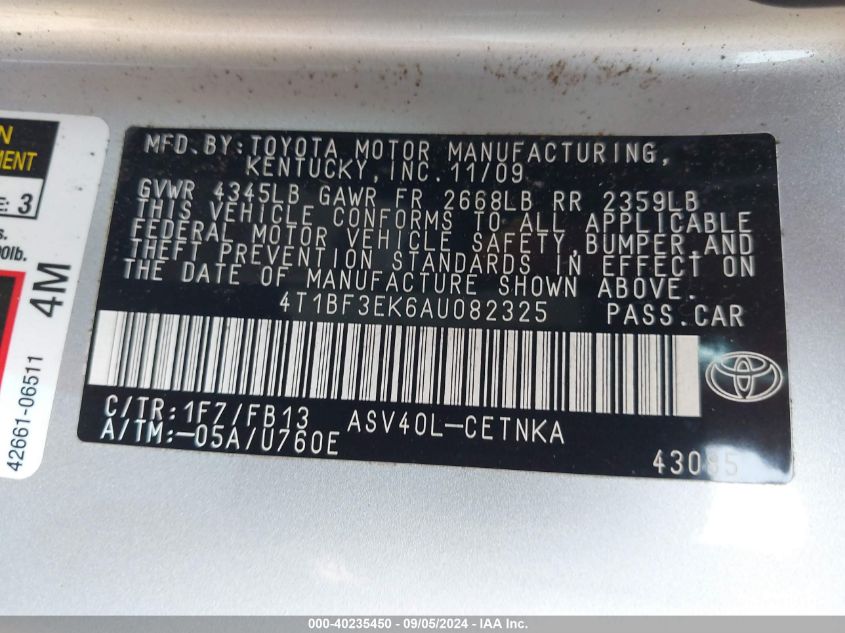 N
MENT
E: 3
s.
00lb.
4M
42661-06511
MFD.BY:TOYOTA MOTOR MANUFACTURING,
KENTUCKY, INC. 11/09
GVWR 4345LB GAWR FR 2668LB RR 2359LB
THIS VEHICLE CONFORMS TO ALL APPLICABLE
FEDERAL MOTOR VEHICLE SAFETY, BUMPER,AND
THEFT PREVENTION STANDARDS IN EFFECT ON
THE DATE OF MANUFACTURE SHOWN ABOVE.
4T1BF3EK6AU082325 PASS.CAR
C/TR:1F7/FB13 ASV40L-CETNKA
A/TM:-05A/U760E
43085
000-40235450 - 09/05/2024 - IAA Inc.